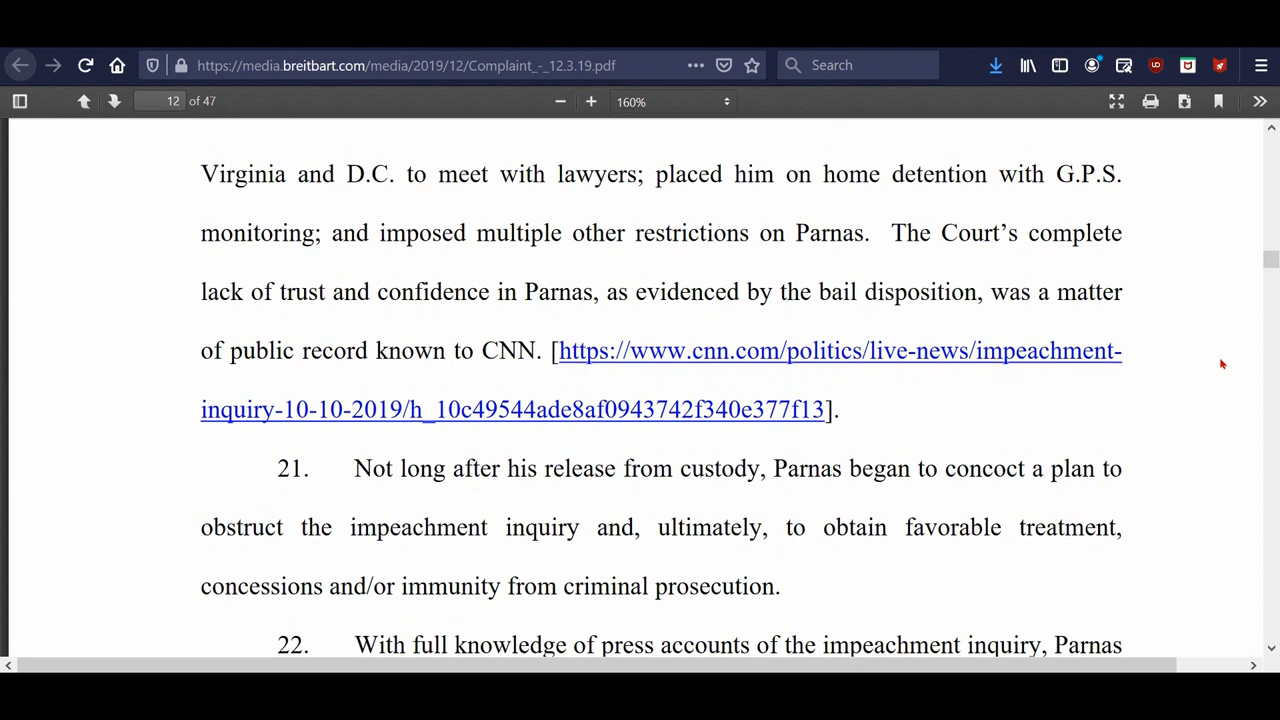 https://media.breitbart.com/media/2019/12/Complaint_-_12.3.19.pdf
Search
12 of 47
160%
Virginia and D.C. to meet with lawyers; placed him on home detention with G.P.S.
monitoring; and imposed multiple other restrictions on Parnas. The Court's complete
lack of trust and confidence in Parnas, as evidenced by the bail disposition, was a matter
of public record known to CNN. [https://www.cnn.com/politics/live-news/impeachment-
inquiry-10-10-2019/h_10c49544ade8af0943742f340e377f13].
21. Not long after his release from custody, Parnas began to concoct a plan to
obstruct the impeachment inquiry and, ultimately, to obtain favorable treatment,
concessions and/or immunity from criminal prosecution.
22. With full knowledge of press accounts of the impeachment inquiry, Parnas